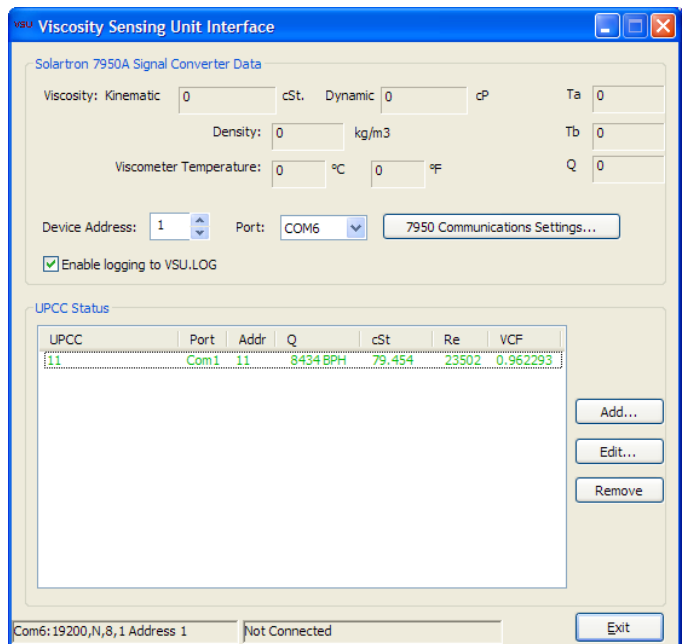 VSU Viscosity Sensing Unit Interface
Solartron 7950A Signal Converter Data
Viscosity: Kinematic 0 cSt. Dynamic 0 cP Ta 0
Density: 0 kg/m3 Tb 0
Viscometer Temperature: 0 ºC 0 ºF Q 0
Device Address: 1 Port: COM6 7950 Communications Settings...
Enable logging to VSU.LOG
UPCC Status
UPCC Port Addr Q cSt Re VCF
11 Com1 11 8434 BPH 79.454 23502 0.962293
Add...
Edit...
Remove
Com6:19200,N,8,1 Address 1 Not Connected Exit